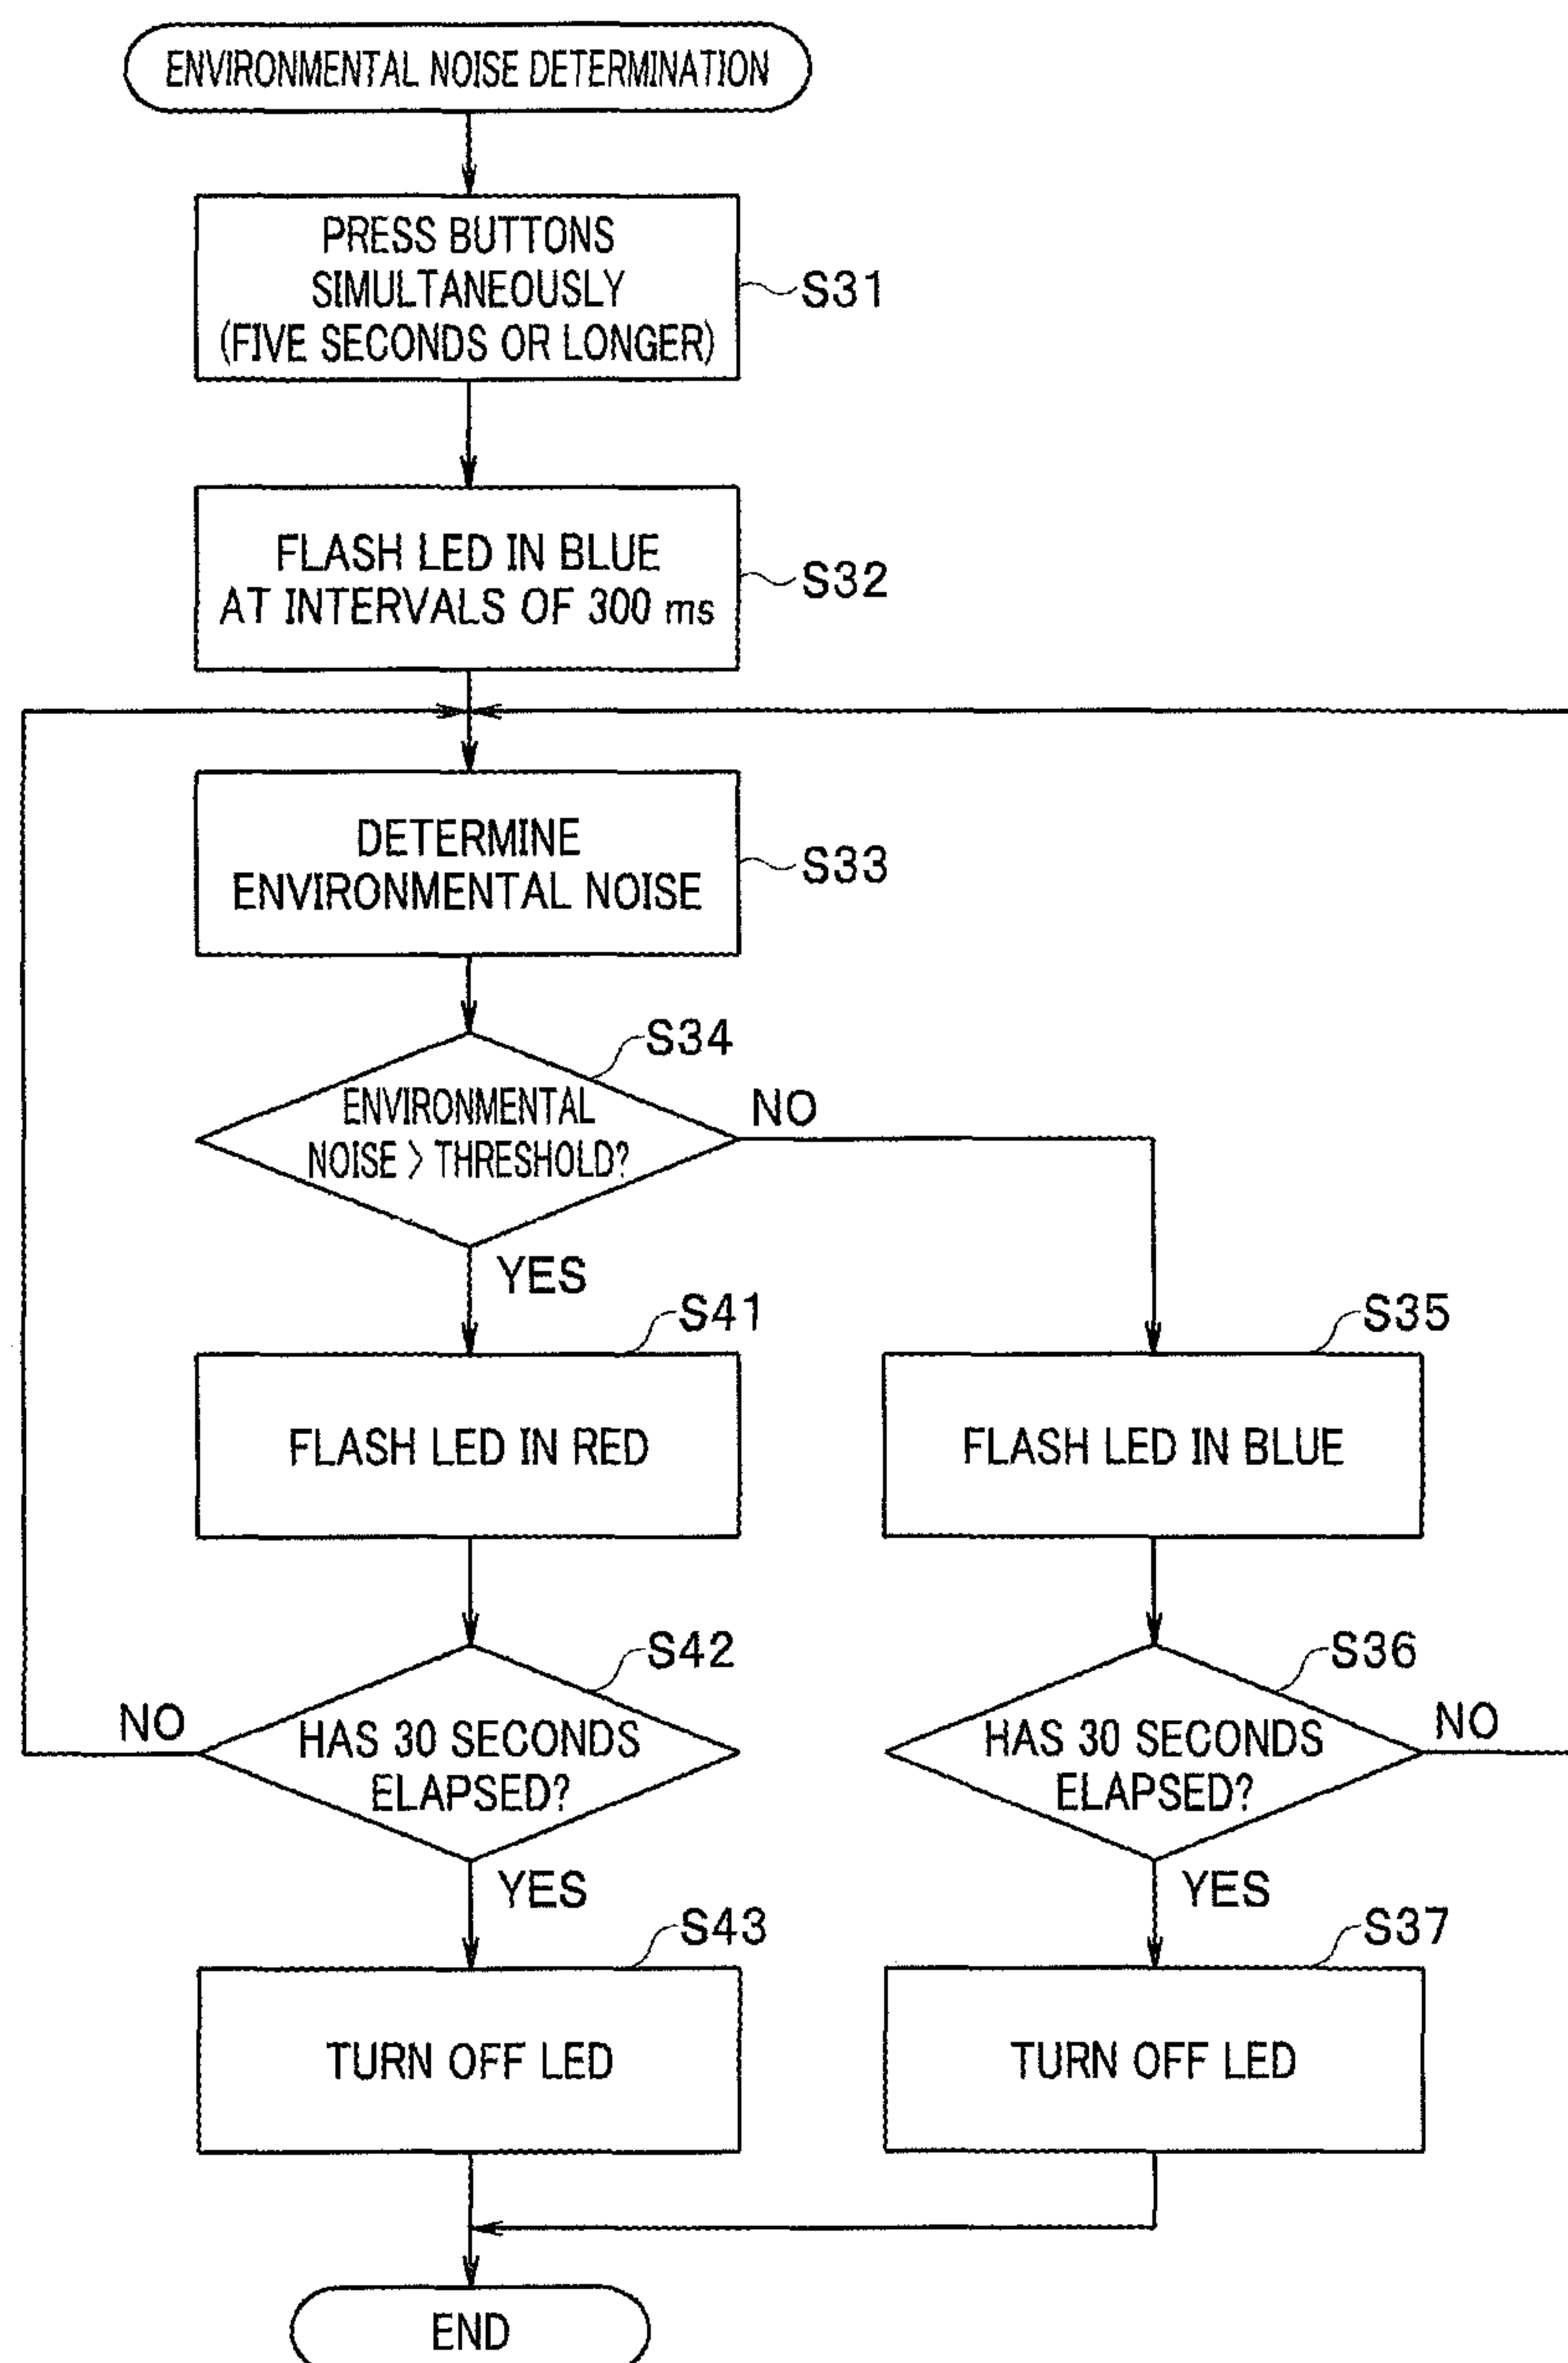 ENVIRONMENTAL NOISE DETERMINATION
PRESS BUTTONS
SIMULTANEOUSLY
(FIVE SECONDS OR LONGER)
S31
FLASH LED IN BLUE
AT INTERVALS OF 300 ms
S32
DETERMINE
ENVIRONMENTAL NOISE
S33
S34
ENVIRONMENTAL
NOISE > THRESHOLD?
NO
YES
S41
FLASH LED IN RED
S35
FLASH LED IN BLUE
S42
HAS 30 SECONDS
ELAPSED?
NO
YES
S36
HAS 30 SECONDS
ELAPSED?
NO
YES
S43
TURN OFF LED
S37
TURN OFF LED
END